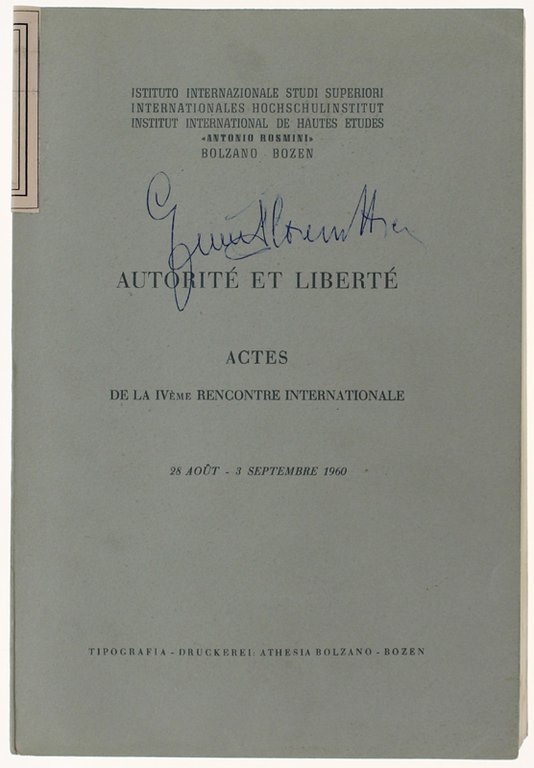 ISTITUTO INTERNAZIONALE STUDI SUPERIORI
INTERNATIONALES HOCHSCHULINSTITUT
INSTITUT INTERNATIONAL DE HAUTES ETUDES
«ANTONIO ROSMINI»
BOLZANO - BOZEN
AUTORITÉ ET LIBERTÉ
ACTES
DE LA IVÈME RENCONTRE INTERNATIONALE
28 AOÛT - 3 SEPTEMBRE 1960
TIPOGRAFIA - DRUCKEREI: ATHESIA BOLZANO - BOZEN